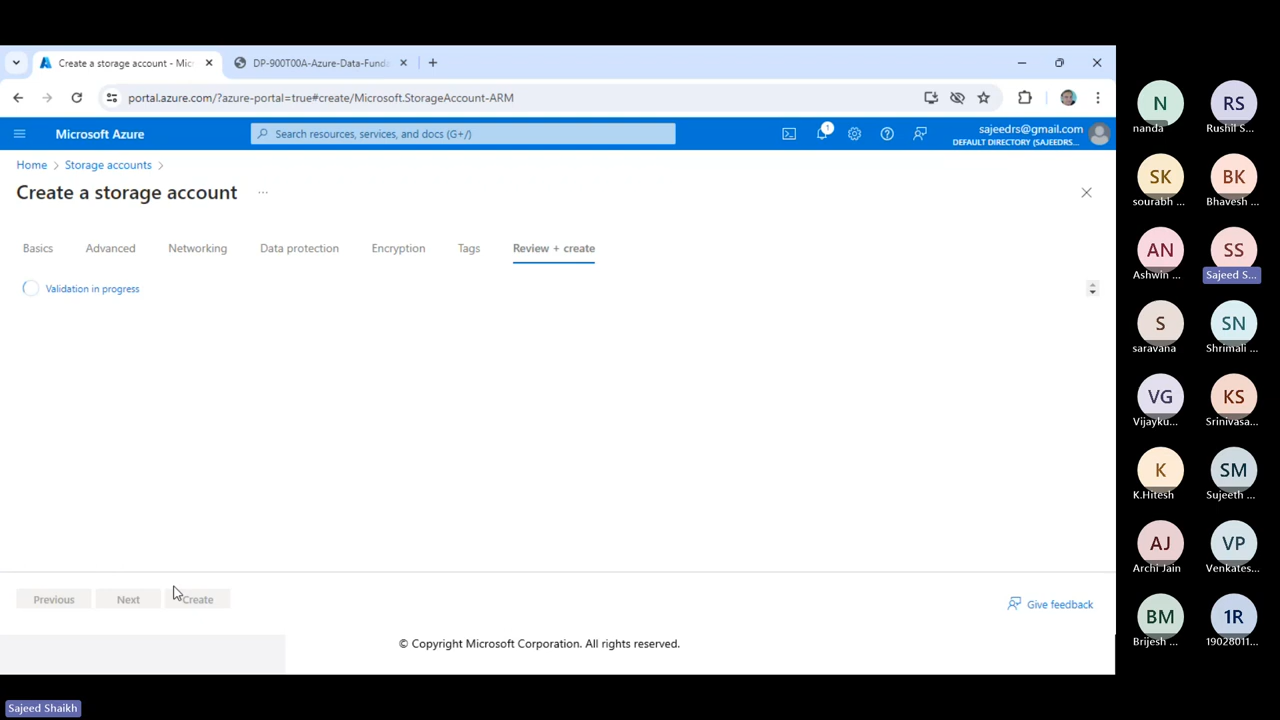 Create a storage account - Mic
DP-900T00A-Azure-Data-Funda
portal.azure.com/?azure-portal=true#create/Microsoft.StorageAccount-ARM
Microsoft Azure
Search resources, services, and docs (G+/)
1
sajeedrs@gmail.com
DEFAULT DIRECTORY (SAJEEDRS...
Home > Storage accounts >
Create a storage account ...
Basics Advanced Networking Data protection Encryption Tags Review + create
Validation in progress
Previous Next Create
Give feedback
© Copyright Microsoft Corporation. All rights reserved.
N RS
nanda Rushil S...
SK BK
sourabh ... Bhavesh ...
AN SS
Ashwin ... Sajeed S...
S SN
saravana Shrimali ...
VG KS
Vijayku... Srinivasa...
K SM
K.Hitesh Sujeeth ...
AJ VP
Archi Jain Venkates...
BM 1R
Brijesh ... 19028011...
Sajeed Shaikh